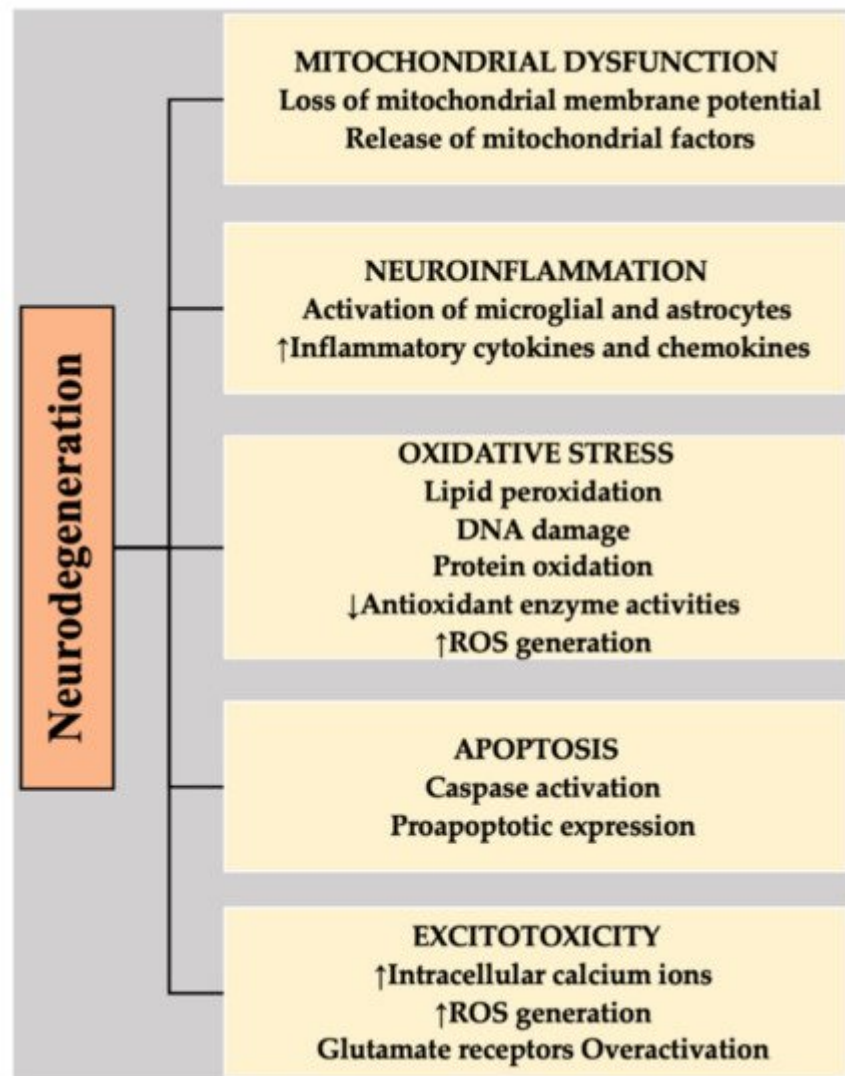 Neurodegeneration
MITOCHONDRIAL DYSFUNCTION
Loss of mitochondrial membrane potential
Release of mitochondrial factors
NEUROINFLAMMATION
Activation of microglial and astrocytes
↑Inflammatory cytokines and chemokines
OXIDATIVE STRESS
Lipid peroxidation
DNA damage
Protein oxidation
↓Antioxidant enzyme activities
↑ROS generation
APOPTOSIS
Caspase activation
Proapoptotic expression
EXCITOTOXICITY
↑Intracellular calcium ions
↑ROS generation
Glutamate receptors Overactivation